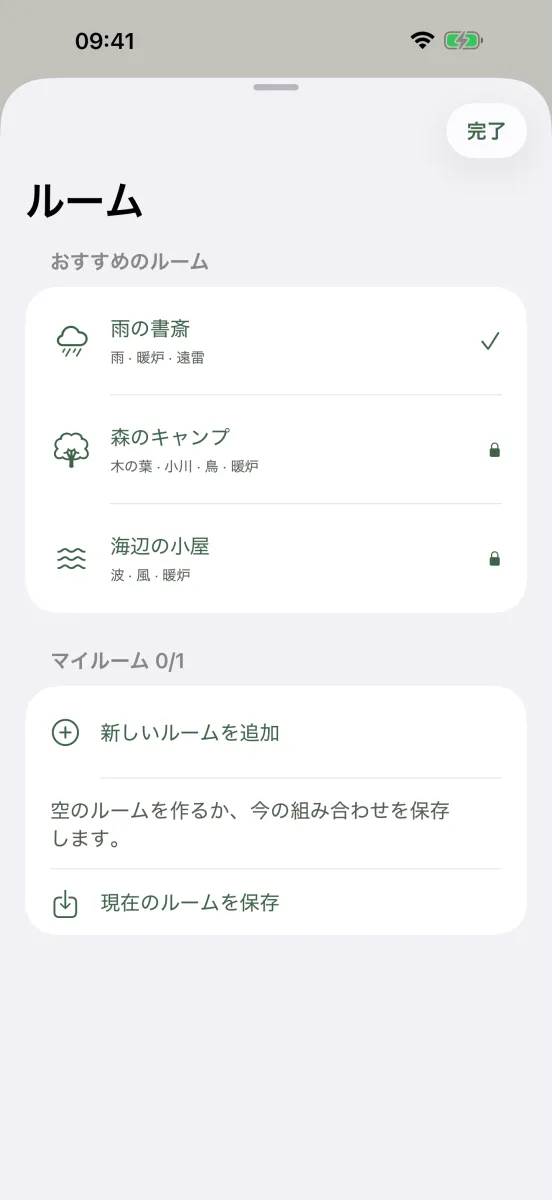 09:41
完了
ルーム
おすすめのルーム
雨の書斎
雨 · 暖炉 · 遠雷
森のキャンプ
木の葉 · 小川 · 鳥 · 暖炉
海辺の小屋
波 · 風 · 暖炉
マイルーム 0/1
新しいルームを追加
空のルームを作るか、今の組み合わせを保存
します。
現在のルームを保存